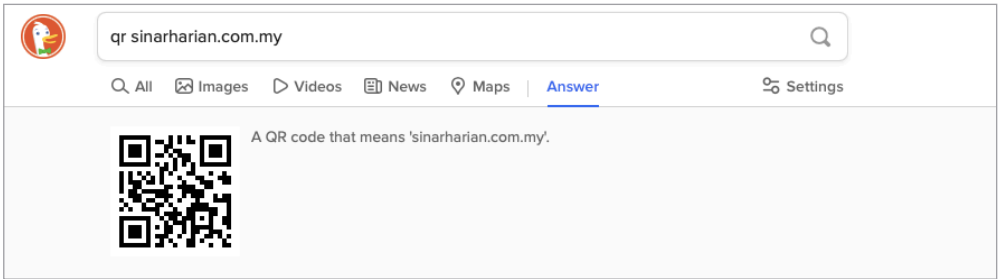 qr sinarharian.com.my
All Images Videos News Maps Answer Settings
A QR code that means 'sinarharian.com.my'.